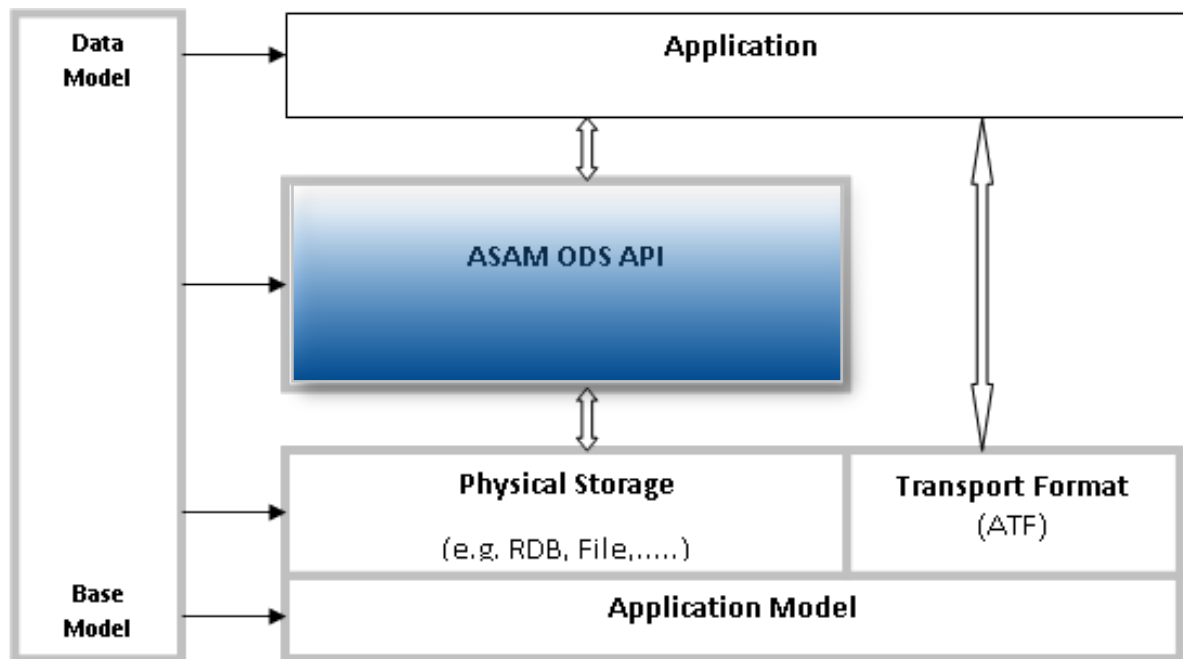 Data
Model
Application
ASAM ODS API
Physical Storage
(e.g. RDB, File,.....)
Transport Format
(ATF)
Base
Model
Application Model